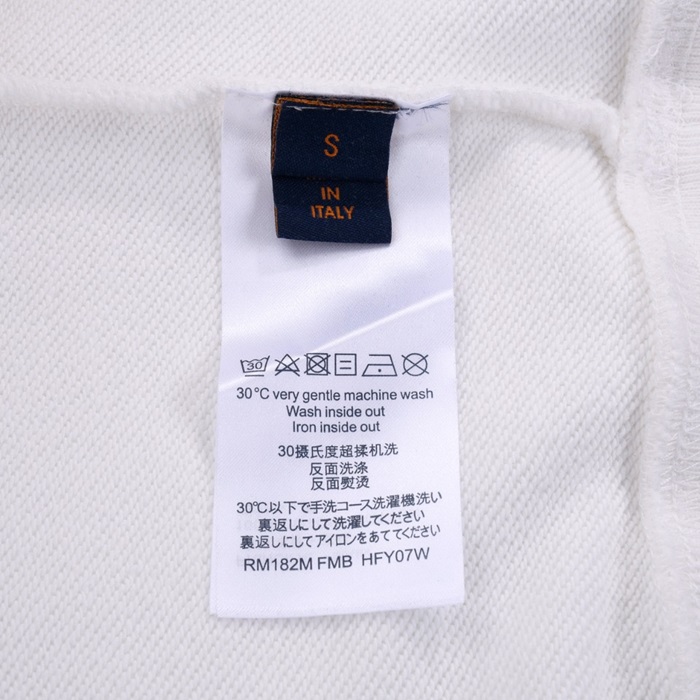 S
IN
ITALY
30
30°C very gentle machine wash
Wash inside out
Iron inside out
30摄氏度超揉机洗
反面洗涤
反面熨烫
30℃以下で手洗コース洗濯機洗い
裏返しにして洗濯してください
裏返しにしてアイロンをあててください
RM182M FMB HFY07W